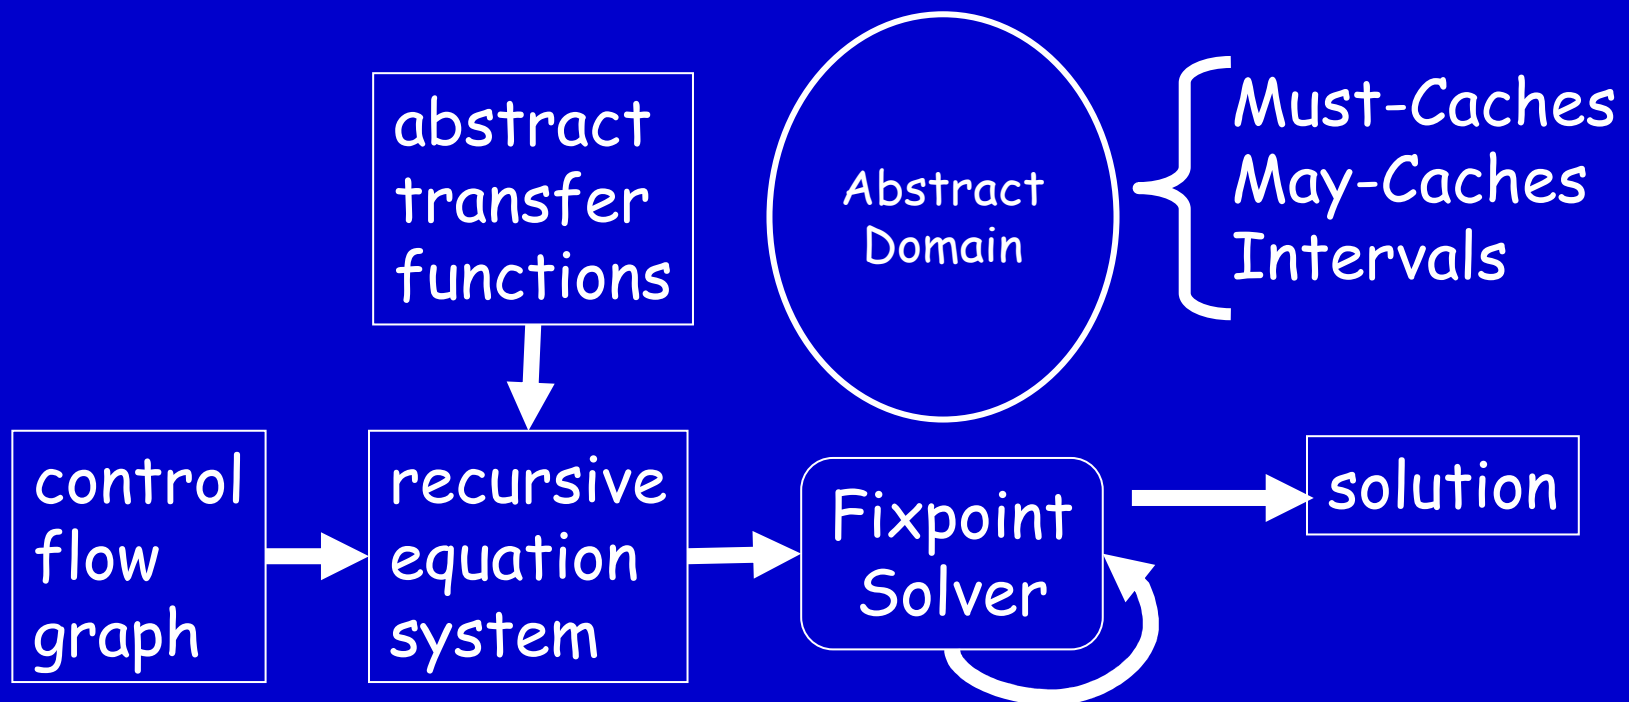 abstract
transfer
functions
Abstract
Domain
Must-Caches
May-Caches
Intervals
control
flow
graph
recursive
equation
system
Fixpoint
Solver
solution